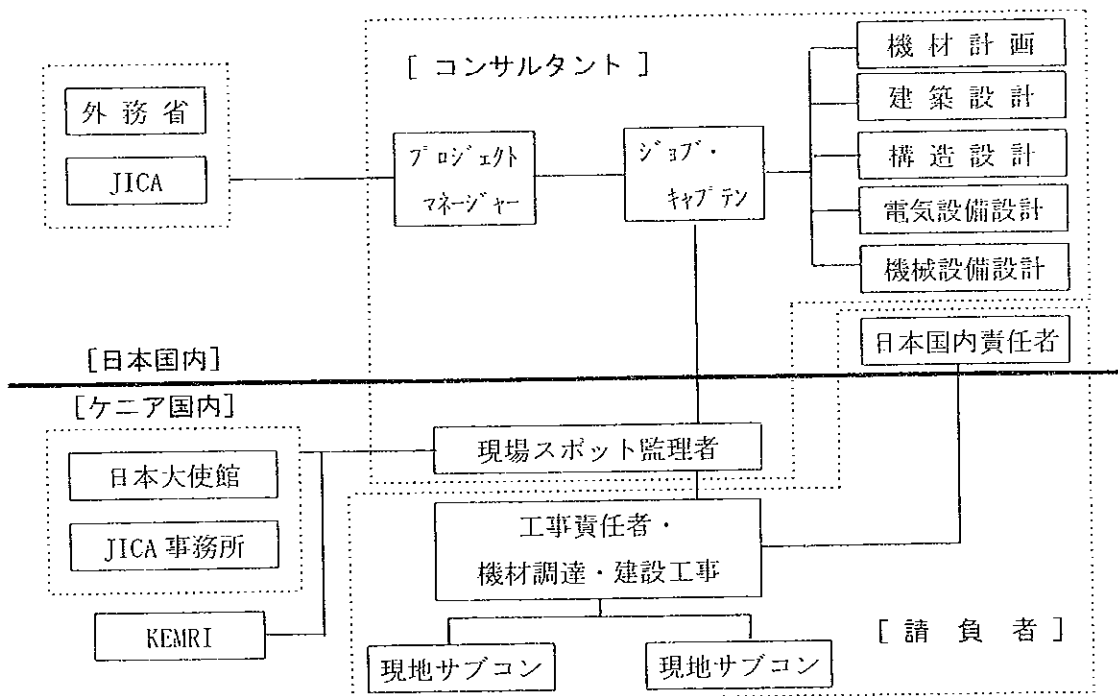 [ コンサルタント ]
外 務 省
JICA
プロジェクト
マネージャー
ジョブ・
キャプテン
機 材 計 画
建 築 設 計
構 造 設 計
電気設備設計
機械設備設計
日本国内責任者
[日本国内]
[ケニア国内]
日本大使館
JICA 事務所
KEMRI
現場スポット監理者
工事責任者・
機材調達・建設工事
現地サブコン
現地サブコン
[ 請 負 者 ]